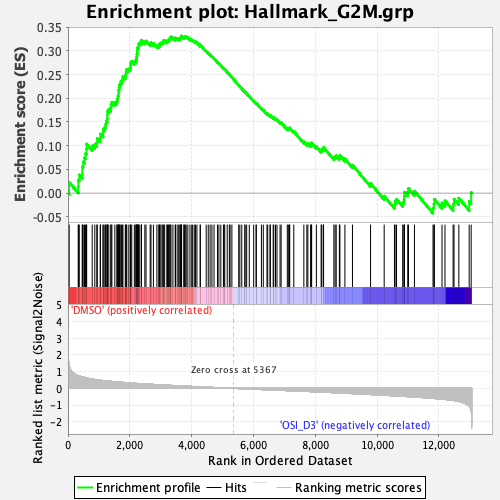 Enrichment plot: Hallmark_G2M.grp
Enrichment score (ES)
0.35
0.30
0.25
0.20
0.15
0.10
0.05
0.00
-0.05
Ranked list metric (Signal2Noise)
5
4
3
2
1
0
-1
-2
'DMSO' (positively correlated)
Zero cross at 5367
'OSI_D3' (negatively correlated)
0
2,000
4,000
6,000
8,000
10,000
12,000
Rank in Ordered Dataset
Enrichment profile
Hits
Ranking metric scores